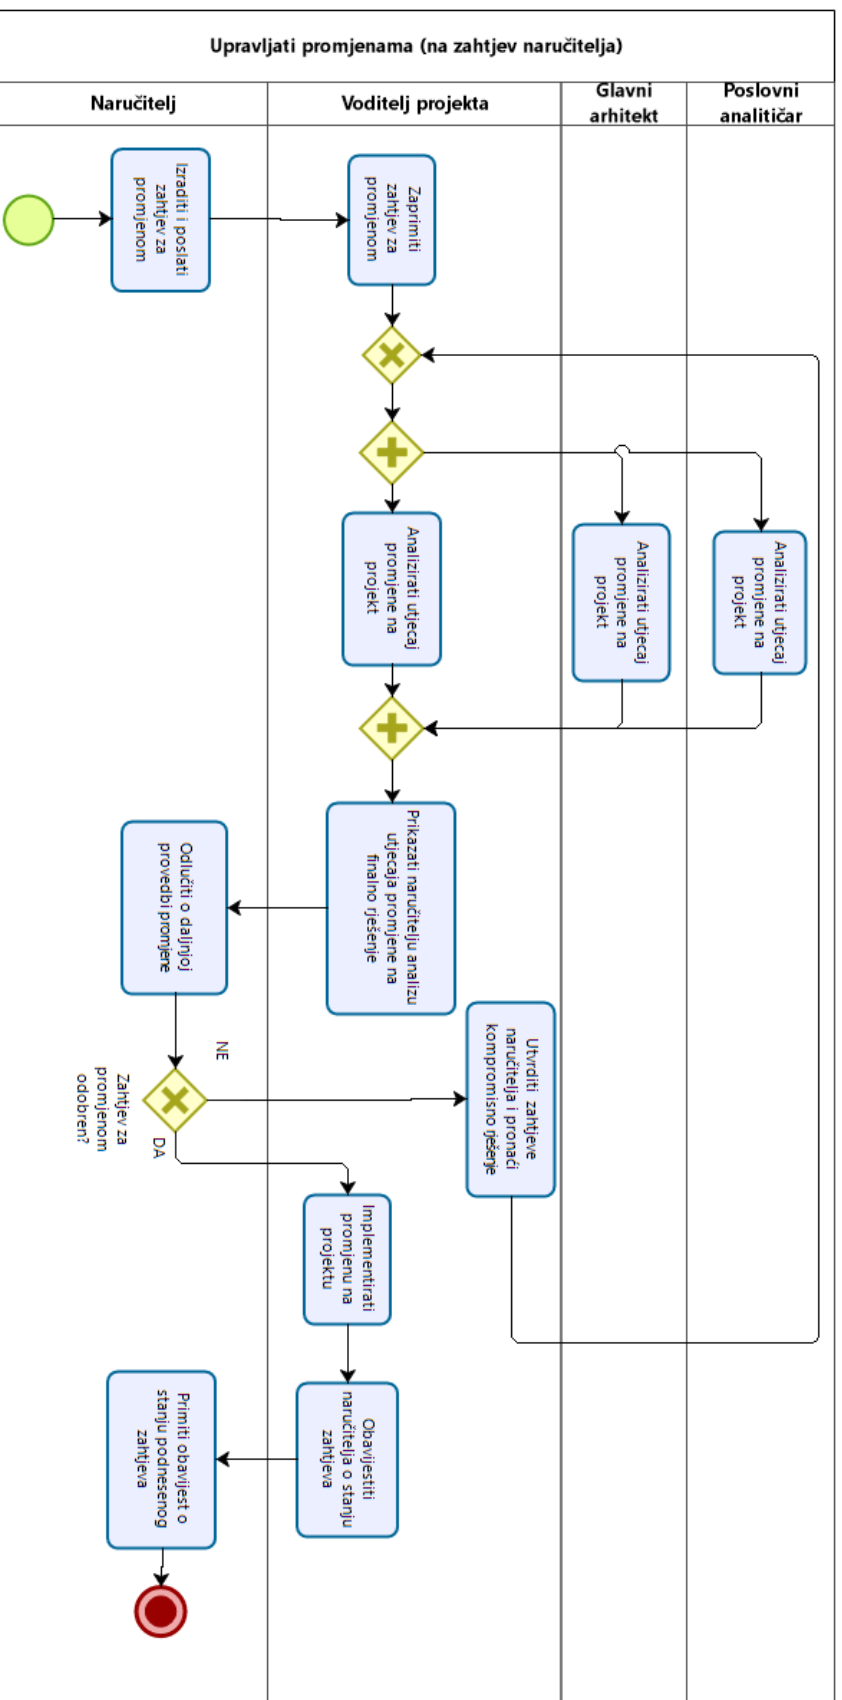 Upravljati promjenama (na zahtjev naručitelja)
Naručitelj
Voditelj projekta
Glavni
arhitekt
Poslovni
analitičar
Izraditi i poslati
zahtjev za
promjenom
Zaprimiti
zahtjev za
promjenom
Analizirati utjecaj
promjene na
projekt
Analizirati utjecaj
promjene na
projekt
Analizirati utjecaj
promjene na
projekt
Prikazati naručitelju analizu
utjecaja promjene na
finalno rješenje
Odlučiti o daljnjoj
provedbi promjene
NE
Zahtjev za
promjenom
odobren?
DA
Utvrditi zahtjeve
naručitelja i pronaći
kompromisno rješenje
Implementirati
promjenu na
projektu
Obavijestiti
naručitelja o stanju
zahtjeva
Primiti obavijest o
stanju podnesenog
zahtjeva